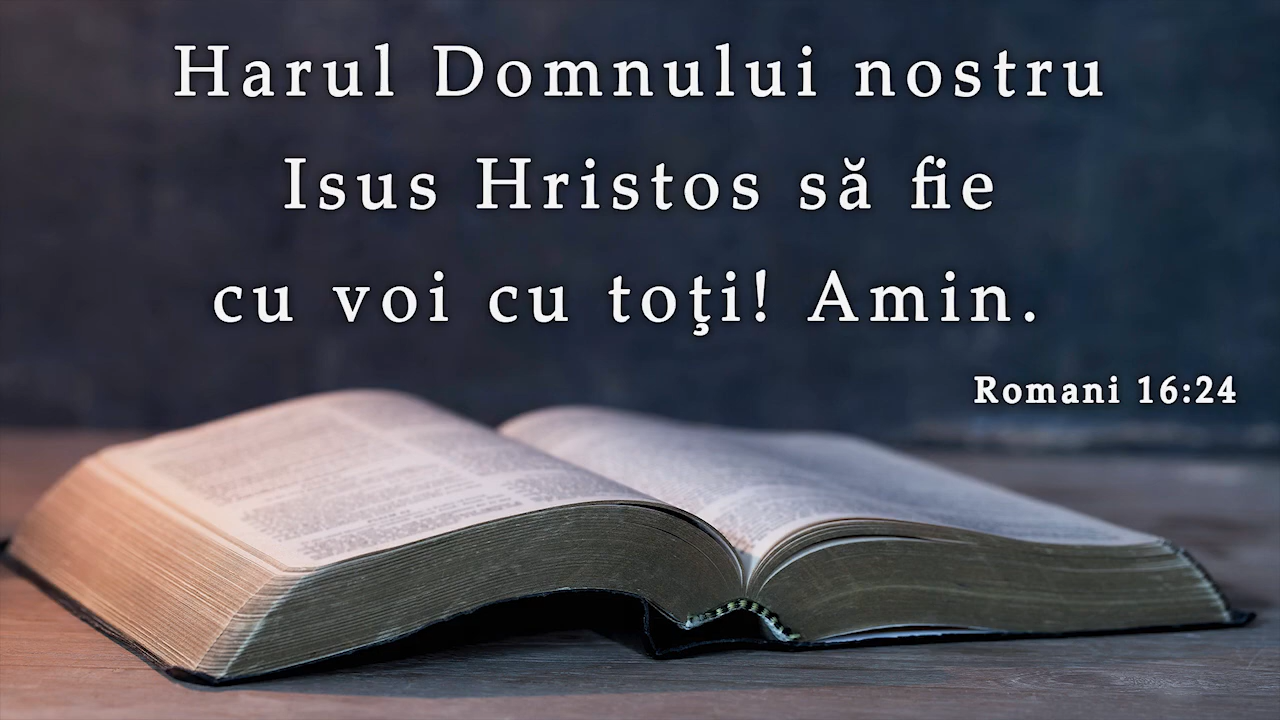 Harul Domnului nostru
Isus Hristos să fie
cu voi cu toţi! Amin.
Romani 16:24